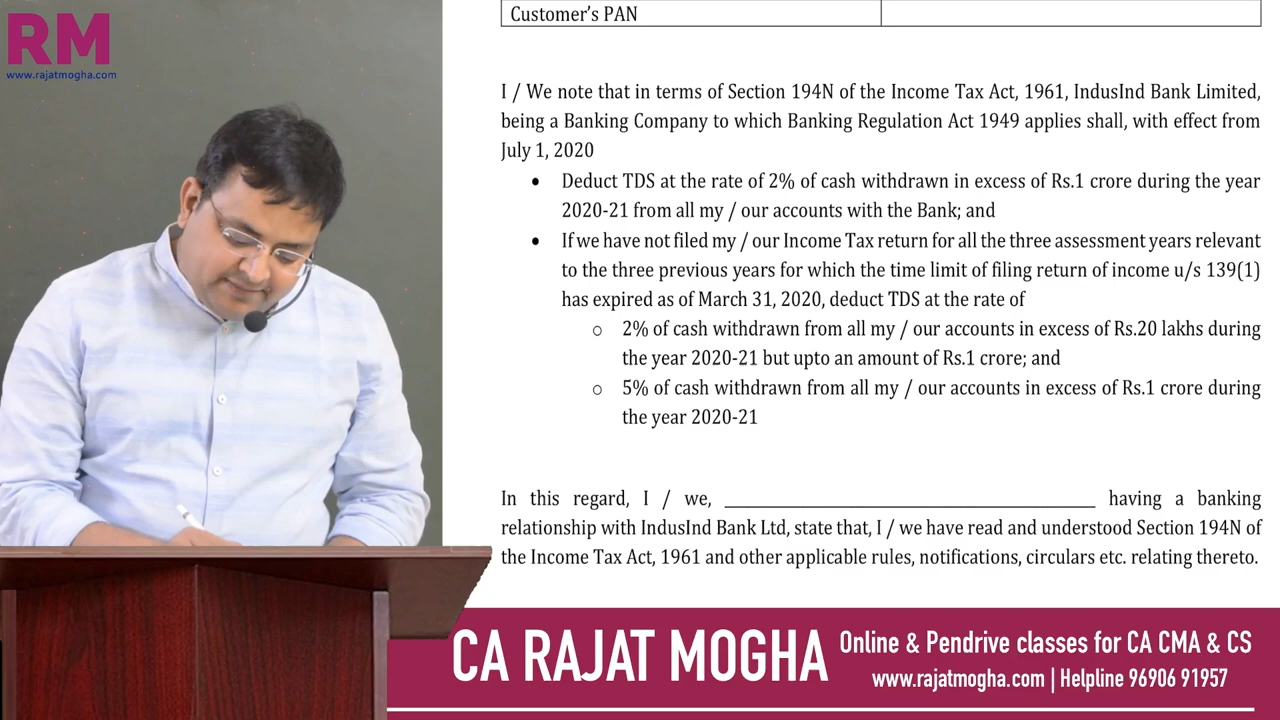 RM
www.rajatmogha.com
Customer’s PAN
I / We note that in terms of Section 194N of the Income Tax Act, 1961, IndusInd Bank Limited,
being a Banking Company to which Banking Regulation Act 1949 applies shall, with effect from
July 1, 2020
• Deduct TDS at the rate of 2% of cash withdrawn in excess of Rs.1 crore during the year
2020-21 from all my / our accounts with the Bank; and
• If we have not filed my / our Income Tax return for all the three assessment years relevant
to the three previous years for which the time limit of filing return of income u/s 139(1)
has expired as of March 31, 2020, deduct TDS at the rate of
o 2% of cash withdrawn from all my / our accounts in excess of Rs.20 lakhs during
the year 2020-21 but upto an amount of Rs.1 crore; and
o 5% of cash withdrawn from all my / our accounts in excess of Rs.1 crore during
the year 2020-21
In this regard, I / we, ______________________________________ having a banking
relationship with IndusInd Bank Ltd, state that, I / we have read and understood Section 194N of
the Income Tax Act, 1961 and other applicable rules, notifications, circulars etc. relating thereto.
CA RAJAT MOGHA
Online & Pendrive classes for CA CMA & CS
www.rajatmogha.com | Helpline 96906 91957